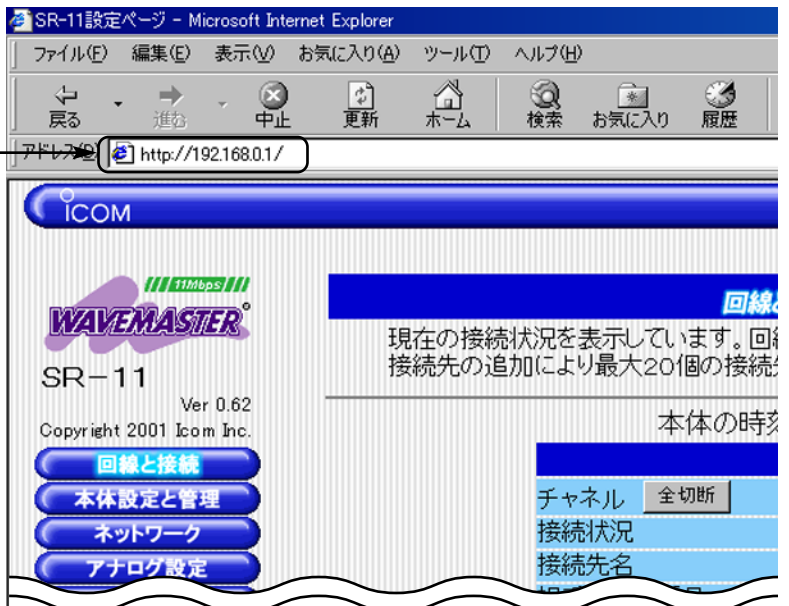 SR-11設定ページ - Microsoft Internet Explorer
ファイル(F) 編集(E) 表示(V) お気に入り(A) ツール(T) ヘルプ(H)
戻る 進む 中止 更新 ホーム 検索 お気に入り 履歴
アドレス(D) http://192.168.0.1/
ICOM
11Mbps
WAVEMASTER®
SR-11
Ver 0.62
Copyright 2001 Icom Inc.
回線と接続
本体設定と管理
ネットワーク
アナログ設定
回線
現在の接続状況を表示しています。回
接続先の追加により最大20個の接続
本体の時刻
チャネル 全切断
接続状況
接続先名